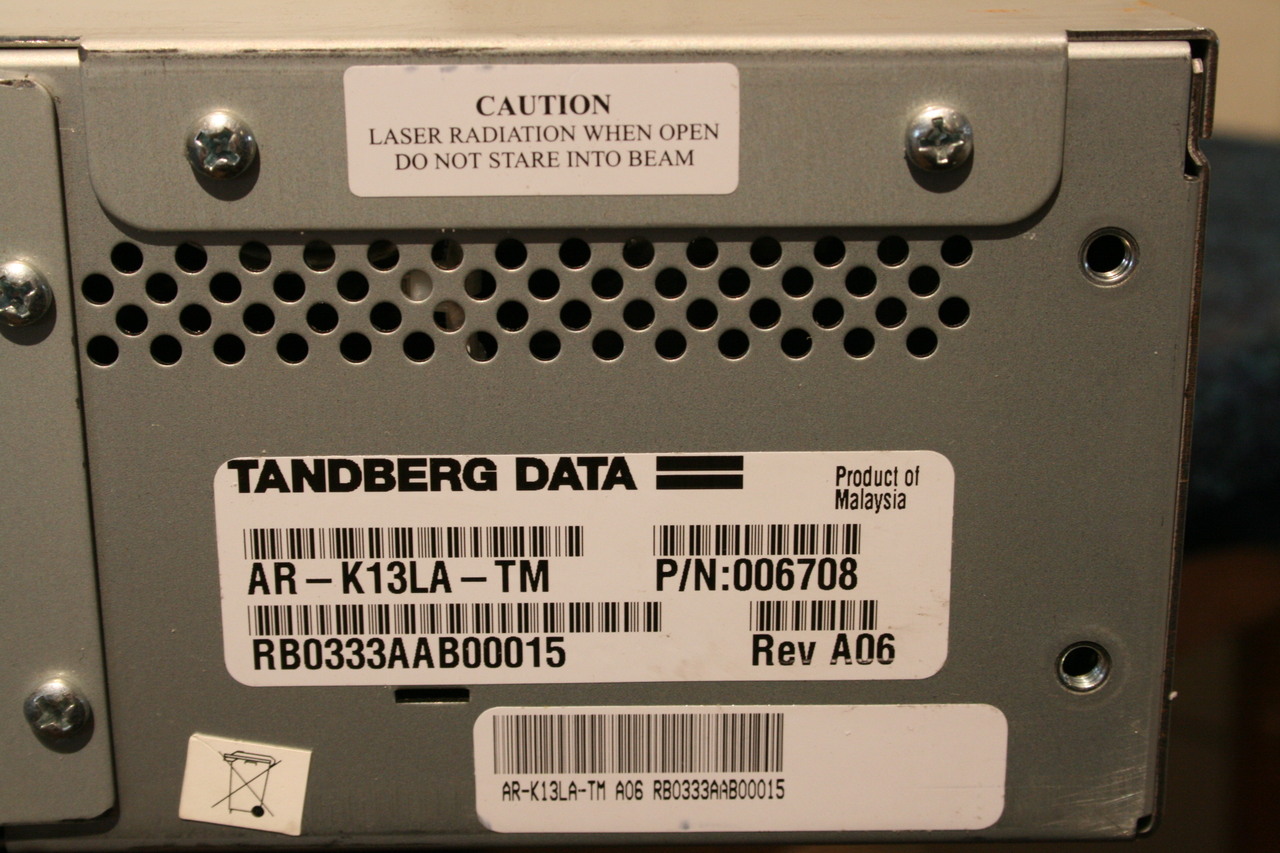 CAUTION
LASER RADIATION WHEN OPEN
DO NOT STARE INTO BEAM
TANDBERG DATA
Product of
Malaysia
AR-K13LA-TM
P/N:006708
RB0333AAB00015
Rev A06
AR-K13LA-TM A06 RB0333AAB00015